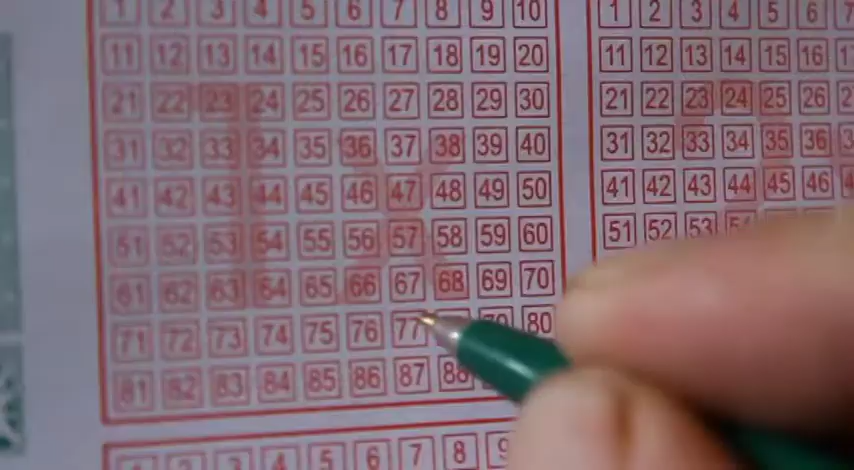 1 2 3 4 5 6 7 8 9 10
11 12 13 14 15 16 17 18 19 20
21 22 23 24 25 26 27 28 29 30
31 32 33 34 35 36 37 38 39 40
41 42 43 44 45 46 47 48 49 50
51 52 53 54 55 56 57 58 59 60
61 62 63 64 65 66 67 68 69 70
71 72 73 74 75 76 77 80
81 82 83 84 85 86 87 88
1 2 3 4 5 6 7 8 9
1 2 3 4 5 6 7
11 12 13 14 15 16
21 22 23 24 25 26
31 32 33 34 35 36
41 42 43 44 45 46
51 52 53